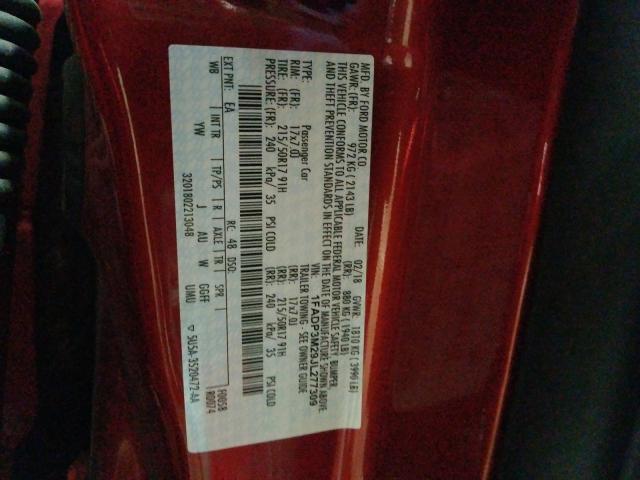 MFD. BY FORD MOTOR CO. DATE: 02/18 GVWR: 1810 KG ( 3990 LB)
GAWR: (FR): 972 KG ( 2143 LB) (RR): 880 KG ( 1940 LB)
THIS VEHICLE CONFORMS TO ALL APPLICABLE FEDERAL MOTOR VEHICLE SAFETY, BUMPER,
AND THEFT PREVENTION STANDARDS IN EFFECT ON THE DATE OF MANUFACTURE SHOWN ABOVE.
VIN: 1FADP3M29JL277309
TYPE: Passenger Car TRAILER TOWING - SEE OWNER GUIDE
RIM: (FR): 17x7.0J (RR): 17x7.0J
TIRE: (FR): 215/50R17 91H (RR): 215/50R17 91H
PRESSURE: (FR): 240 kPa/ 35 PSI COLD (RR): 240 kPa/ 35 PSI COLD
EXT PNT: EA RC: 48 DSO: F0058
R0074
WB INT TR TP/PS R AXLE TR SPR
YW J AU W GGFF
3201802213048 UMU 5U5A-3520472-AA